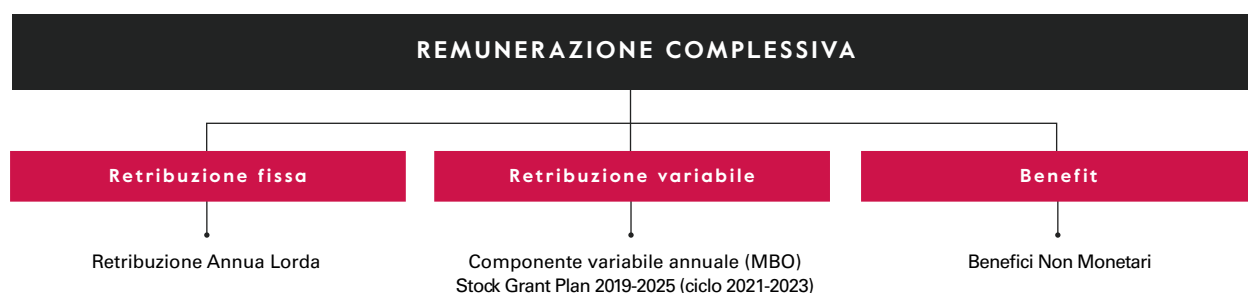 REMUNERAZIONE COMPLESSIVA
Retribuzione fissa
Retribuzione variabile
Benefit
Retribuzione Annua Lorda
Componente variabile annuale (MBO)
Stock Grant Plan 2019-2025 (ciclo 2021-2023)
Benefici Non Monetari